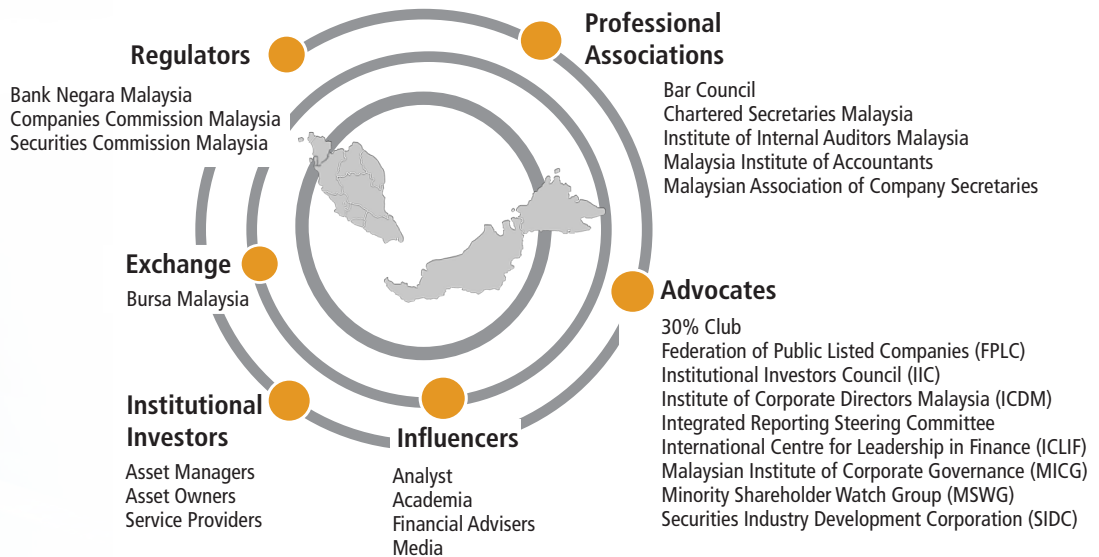 Regulators
Bank Negara Malaysia
Companies Commission Malaysia
Securities Commission Malaysia
Professional
Associations
Bar Council
Chartered Secretaries Malaysia
Institute of Internal Auditors Malaysia
Malaysia Institute of Accountants
Malaysian Association of Company Secretaries
Exchange
Bursa Malaysia
Advocates
30% Club
Federation of Public Listed Companies (FPLC)
Institutional Investors Council (IIC)
Institute of Corporate Directors Malaysia (ICDM)
Integrated Reporting Steering Committee
International Centre for Leadership in Finance (ICLIF)
Malaysian Institute of Corporate Governance (MICG)
Minority Shareholder Watch Group (MSWG)
Securities Industry Development Corporation (SIDC)
Institutional
Investors
Asset Managers
Asset Owners
Service Providers
Influencers
Analyst
Academia
Financial Advisers
Media